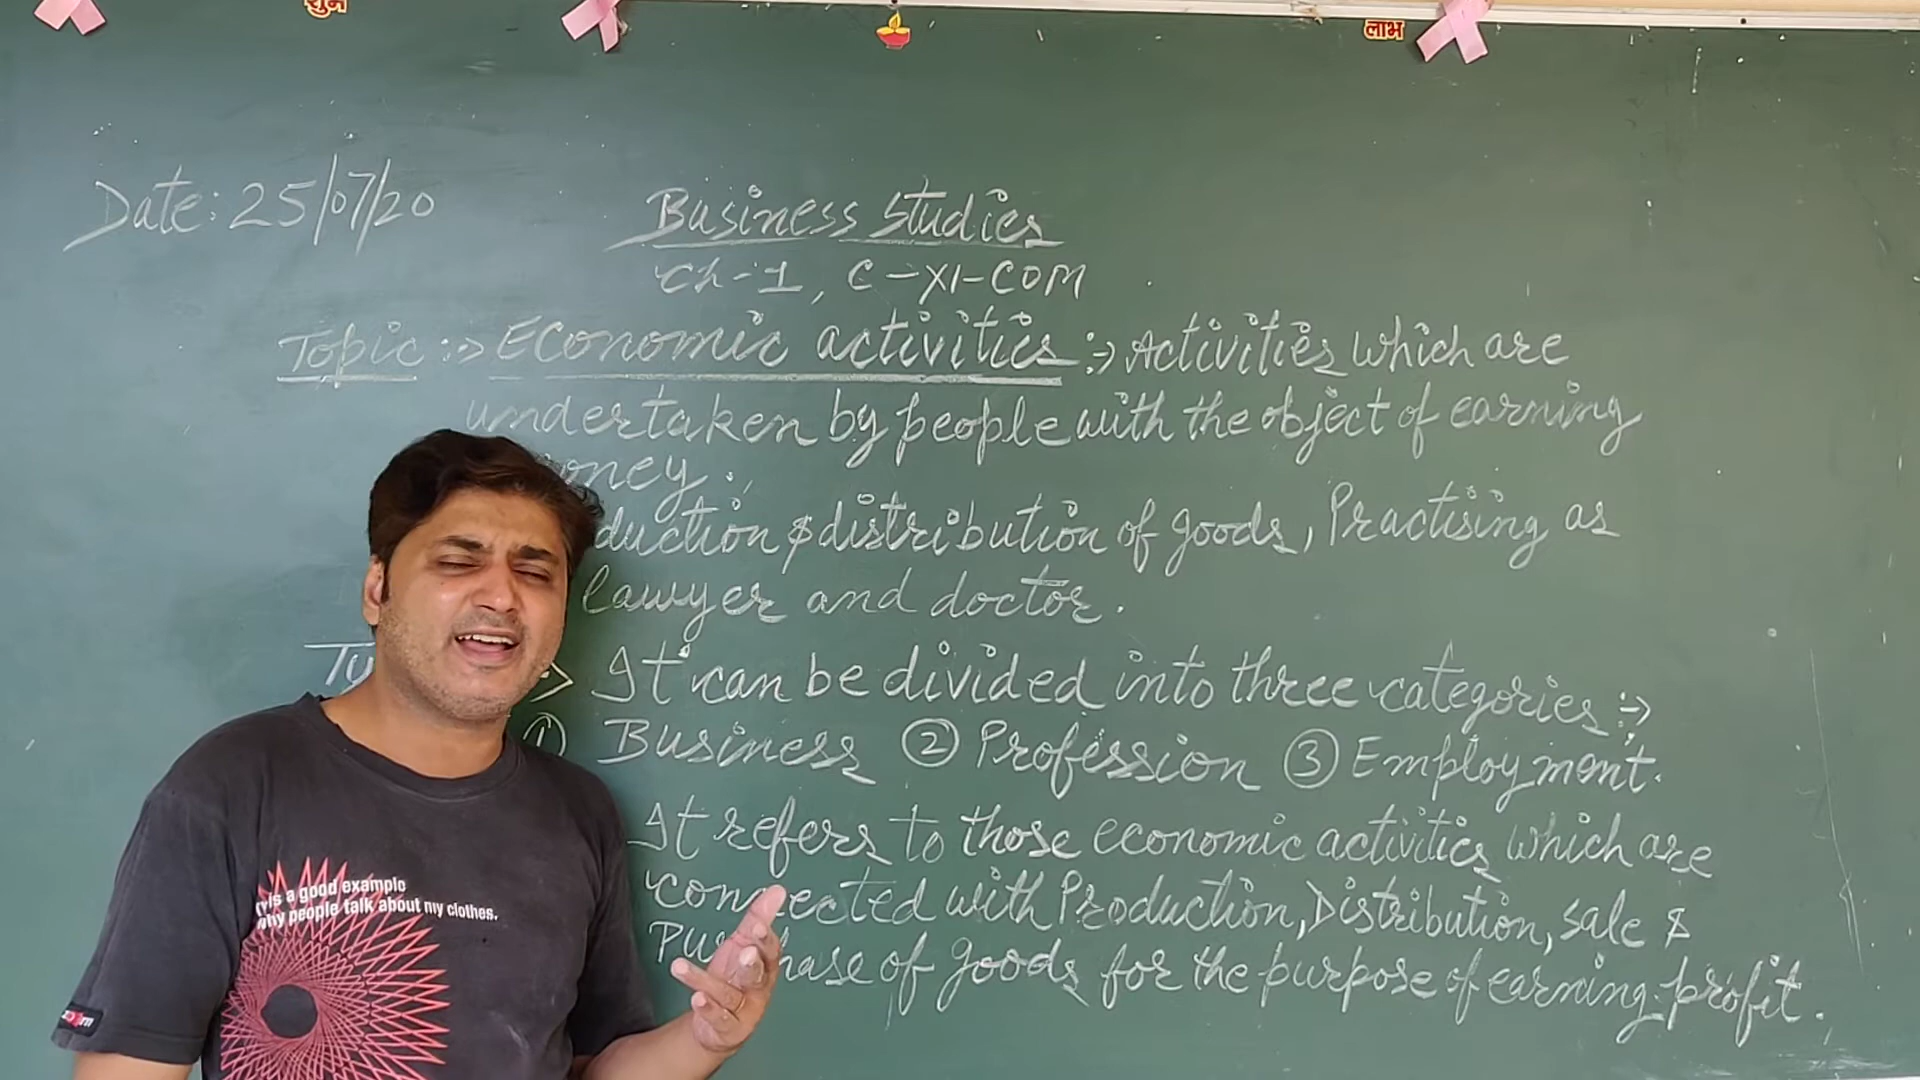 शुभ
लाभ
Date: 25/07/20
Business Studies
Ch-1, C-XI-COM
Topic :-> Economic activities :-> Activities which are
undertaken by people with the object of earning
oney.
duction & distribution of goods, Practising as
lawyer and doctor.
Ty :-> It can be divided into three categories :->
① Business ② Profession ③ Employment.
It refers to those economic activities which are
connected with Production, Distribution, sale &
Purchase of goods for the purpose of earning profit.
is a good example
why people talk about my clothes.